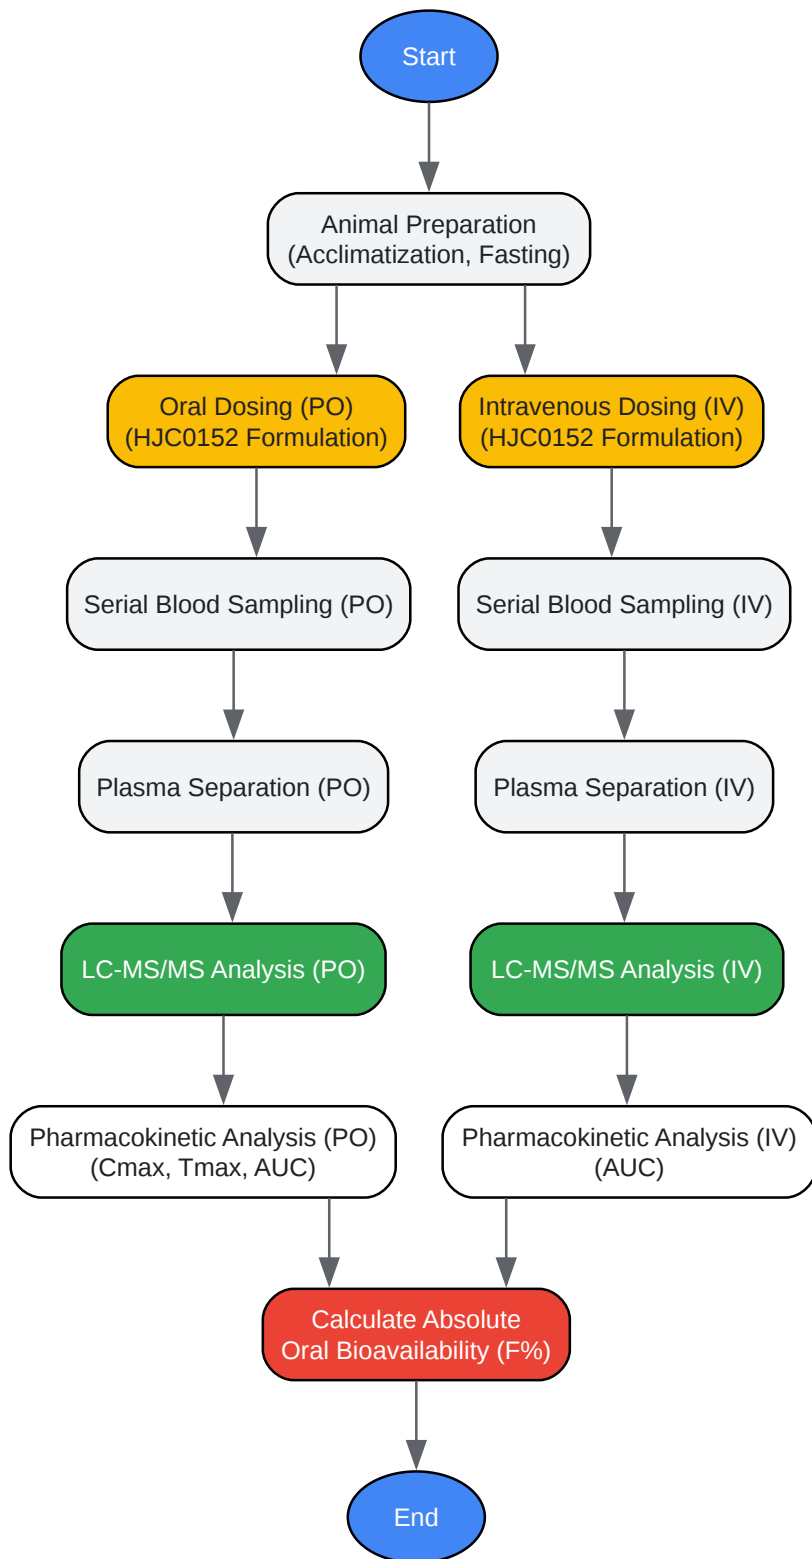 Start
Animal Preparation
(Acclimatization, Fasting)
Oral Dosing (PO)
(HJC0152 Formulation)
Intravenous Dosing (IV)
(HJC0152 Formulation)
Serial Blood Sampling (PO)
Serial Blood Sampling (IV)
Plasma Separation (PO)
Plasma Separation (IV)
LC-MS/MS Analysis (PO)
LC-MS/MS Analysis (IV)
Pharmacokinetic Analysis (PO)
(Cmax, Tmax, AUC)
Pharmacokinetic Analysis (IV)
(AUC)
Calculate Absolute
Oral Bioavailability (F%)
End